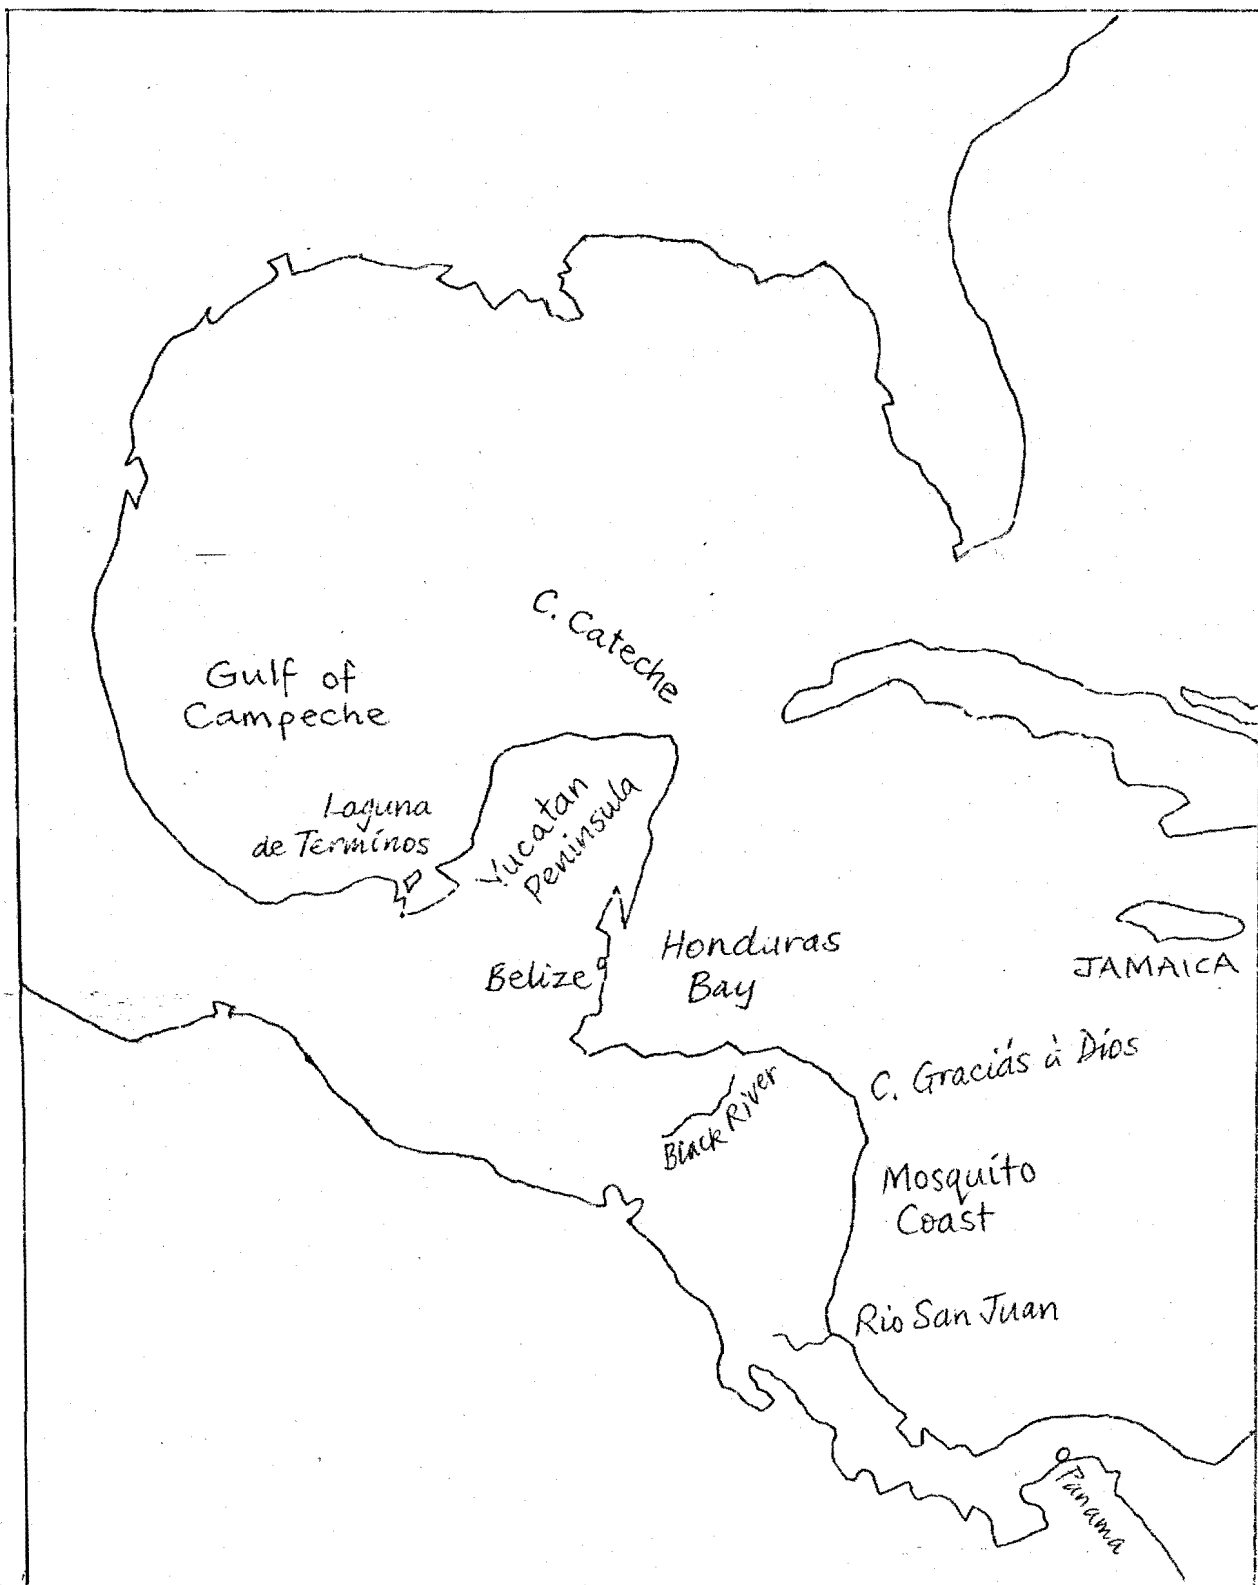 C. Cateche
Gulf of
Campeche
Laguna
de Términos
Yucatan
Peninsula
Honduras
Bay
Belize
JAMAICA
C. Graciás à Dios
Black River
Mosquito
Coast
Rio San Juan
Panama